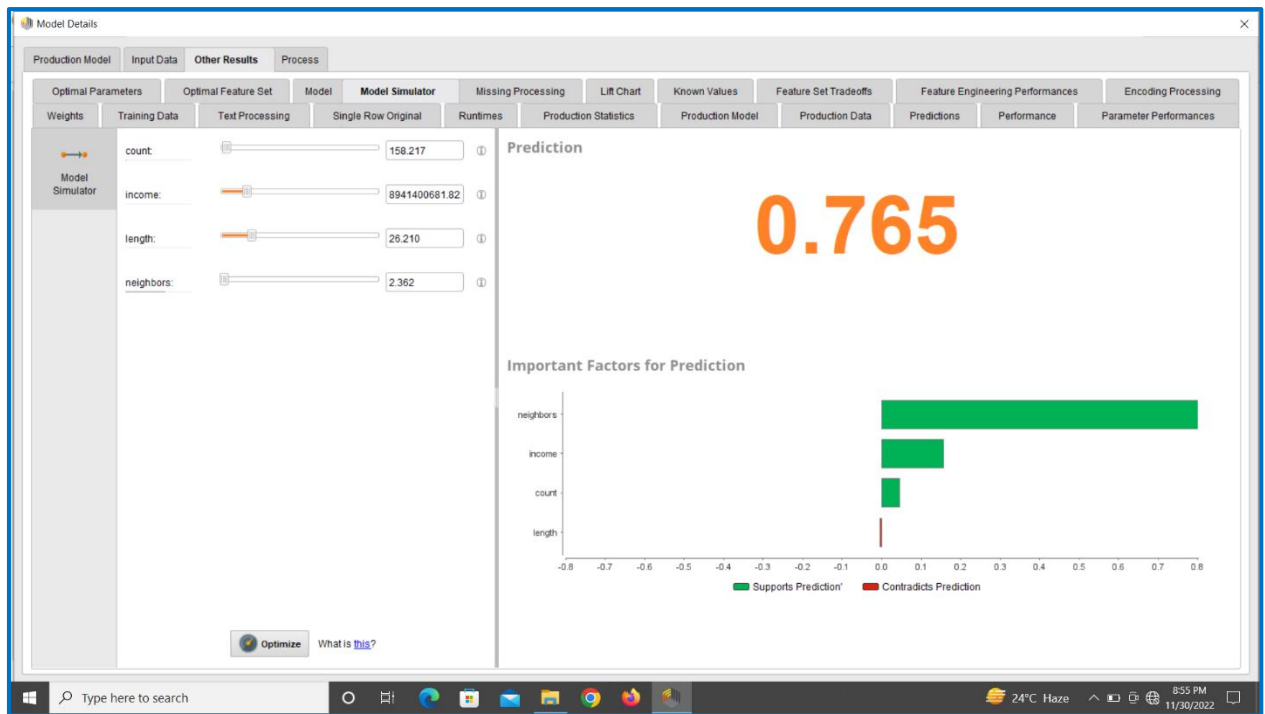 Model Details
Production Model Input Data Other Results Process
Optimal Parameters Optimal Feature Set Model Model Simulator Missing Processing Lift Chart Known Values Feature Set Tradeoffs Feature Engineering Performances Encoding Processing
Weights Training Data Text Processing Single Row Original Runtimes Production Statistics Production Model Production Data Predictions Performance Parameter Performances
Model
Simulator
count: 158.217
income: 8941400681.82
length: 26.210
neighbors: 2.362
Optimize What is this?
Prediction
0.765
Important Factors for Prediction
neighbors
income
count
length
-0.8 -0.7 -0.6 -0.5 -0.4 -0.3 -0.2 -0.1 0.0 0.1 0.2 0.3 0.4 0.5 0.6 0.7 0.8
Supports Prediction' Contradicts Prediction
Type here to search
24°C Haze
8:55 PM
11/30/2022